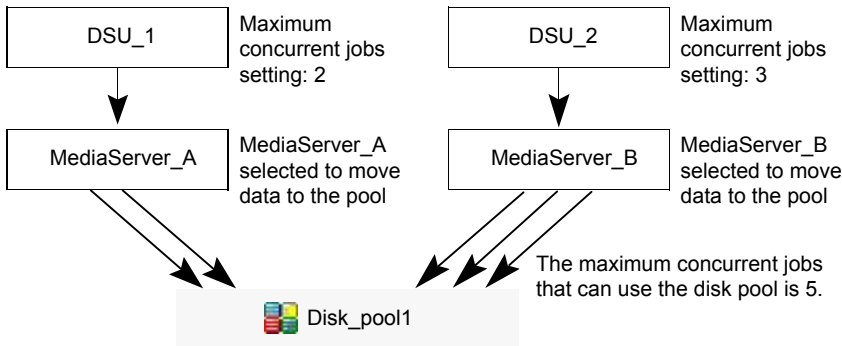 DSU_1
Maximum
concurrent jobs
setting: 2
DSU_2
Maximum
concurrent jobs
setting: 3
MediaServer_A
MediaServer_A
selected to move
data to the pool
MediaServer_B
MediaServer_B
selected to move
data to the pool
The maximum concurrent jobs
that can use the disk pool is 5.
Disk_pool1